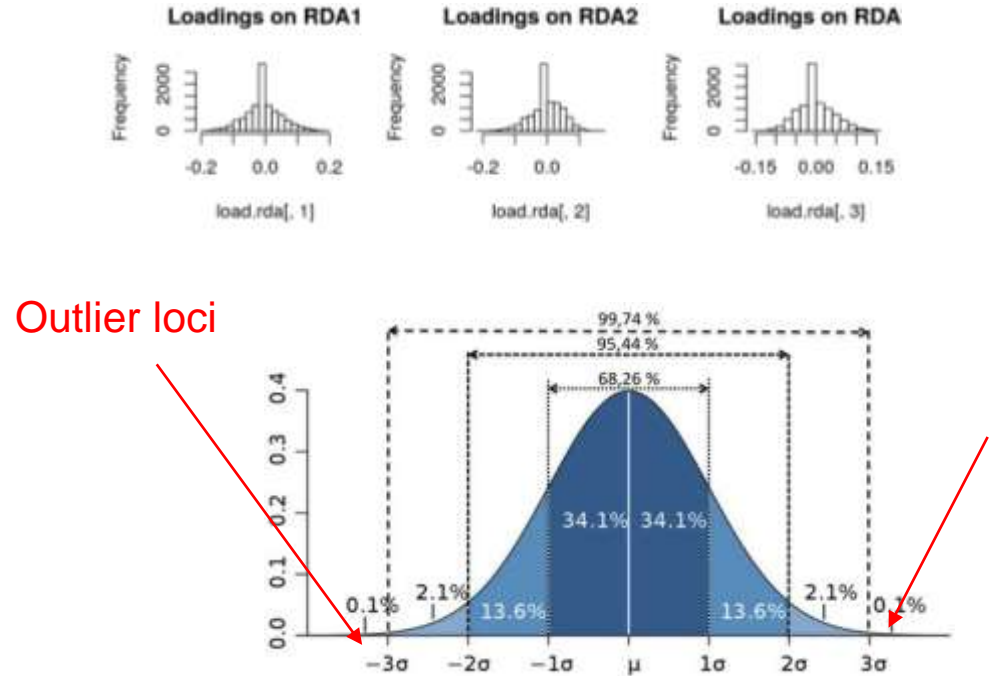 Loadings on RDA1
Loadings on RDA2
Loadings on RDA
Frequency
0 2000
-0.2 0.0 0.2
load.rda[, 1]
Frequency
0 2000
-0.2 0.0
load.rda[, 2]
Frequency
0 2000
-0.15 0.00 0.15
load.rda[, 3]
Outlier loci
99,74 %
95,44 %
68,26 %
0.4
0.3
0.2
0.1
0.0
34.1% 34.1%
0.1% 2.1% 13.6% 13.6% 2.1% 0.1%
−3σ −2σ −1σ μ 1σ 2σ 3σ